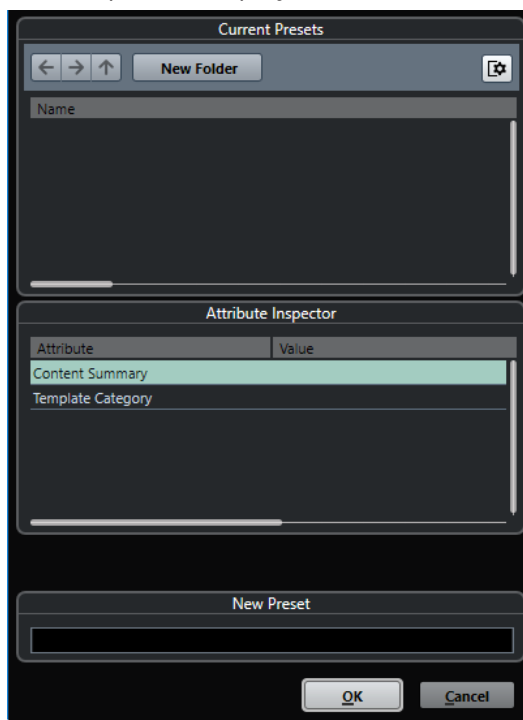 Current Presets
New Folder
Name
Attribute Inspector
Attribute Value
Content Summary
Template Category
New Preset
OK Cancel